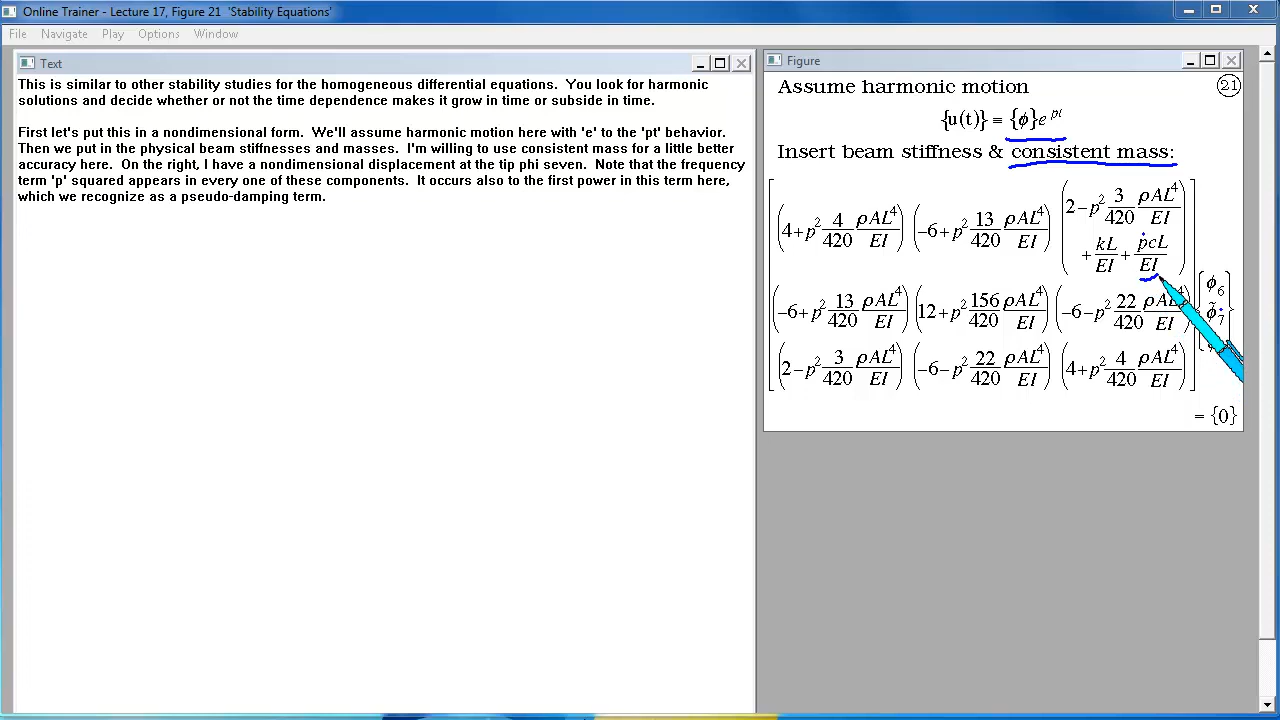 Online Trainer - Lecture 17, Figure 21 'Stability Equations'
File Navigate Play Options Window
Text
This is similar to other stability studies for the homogeneous differential equations. You look for harmonic
solutions and decide whether or not the time dependence makes it grow in time or subside in time.
First let's put this in a nondimensional form. We'll assume harmonic motion here with 'e' to the 'pt' behavior.
Then we put in the physical beam stiffnesses and masses. I'm willing to use consistent mass for a little better
accuracy here. On the right, I have a nondimensional displacement at the tip phi seven. Note that the frequency
term 'p' squared appears in every one of these components. It occurs also to the first power in this term here,
which we recognize as a pseudo-damping term.
Figure
Assume harmonic motion
21
{u(t)} = {ϕ}e^pt
Insert beam stiffness & consistent mass:
(4+p² 4/420 ρAL⁴/EI) (-6+p² 13/420 ρAL⁴/EI) (2-p² 3/420 ρAL⁴/EI
+ kL/EI + pcL/EI)
(-6+p² 13/420 ρAL⁴/EI) (12+p² 156/420 ρAL⁴/EI) (-6-p² 22/420 ρAL⁴/EI) {ϕ₆ ϕ̃₇
(2-p² 3/420 ρAL⁴/EI) (-6-p² 22/420 ρAL⁴/EI) (4+p² 4/420 ρAL⁴/EI)
= {0}